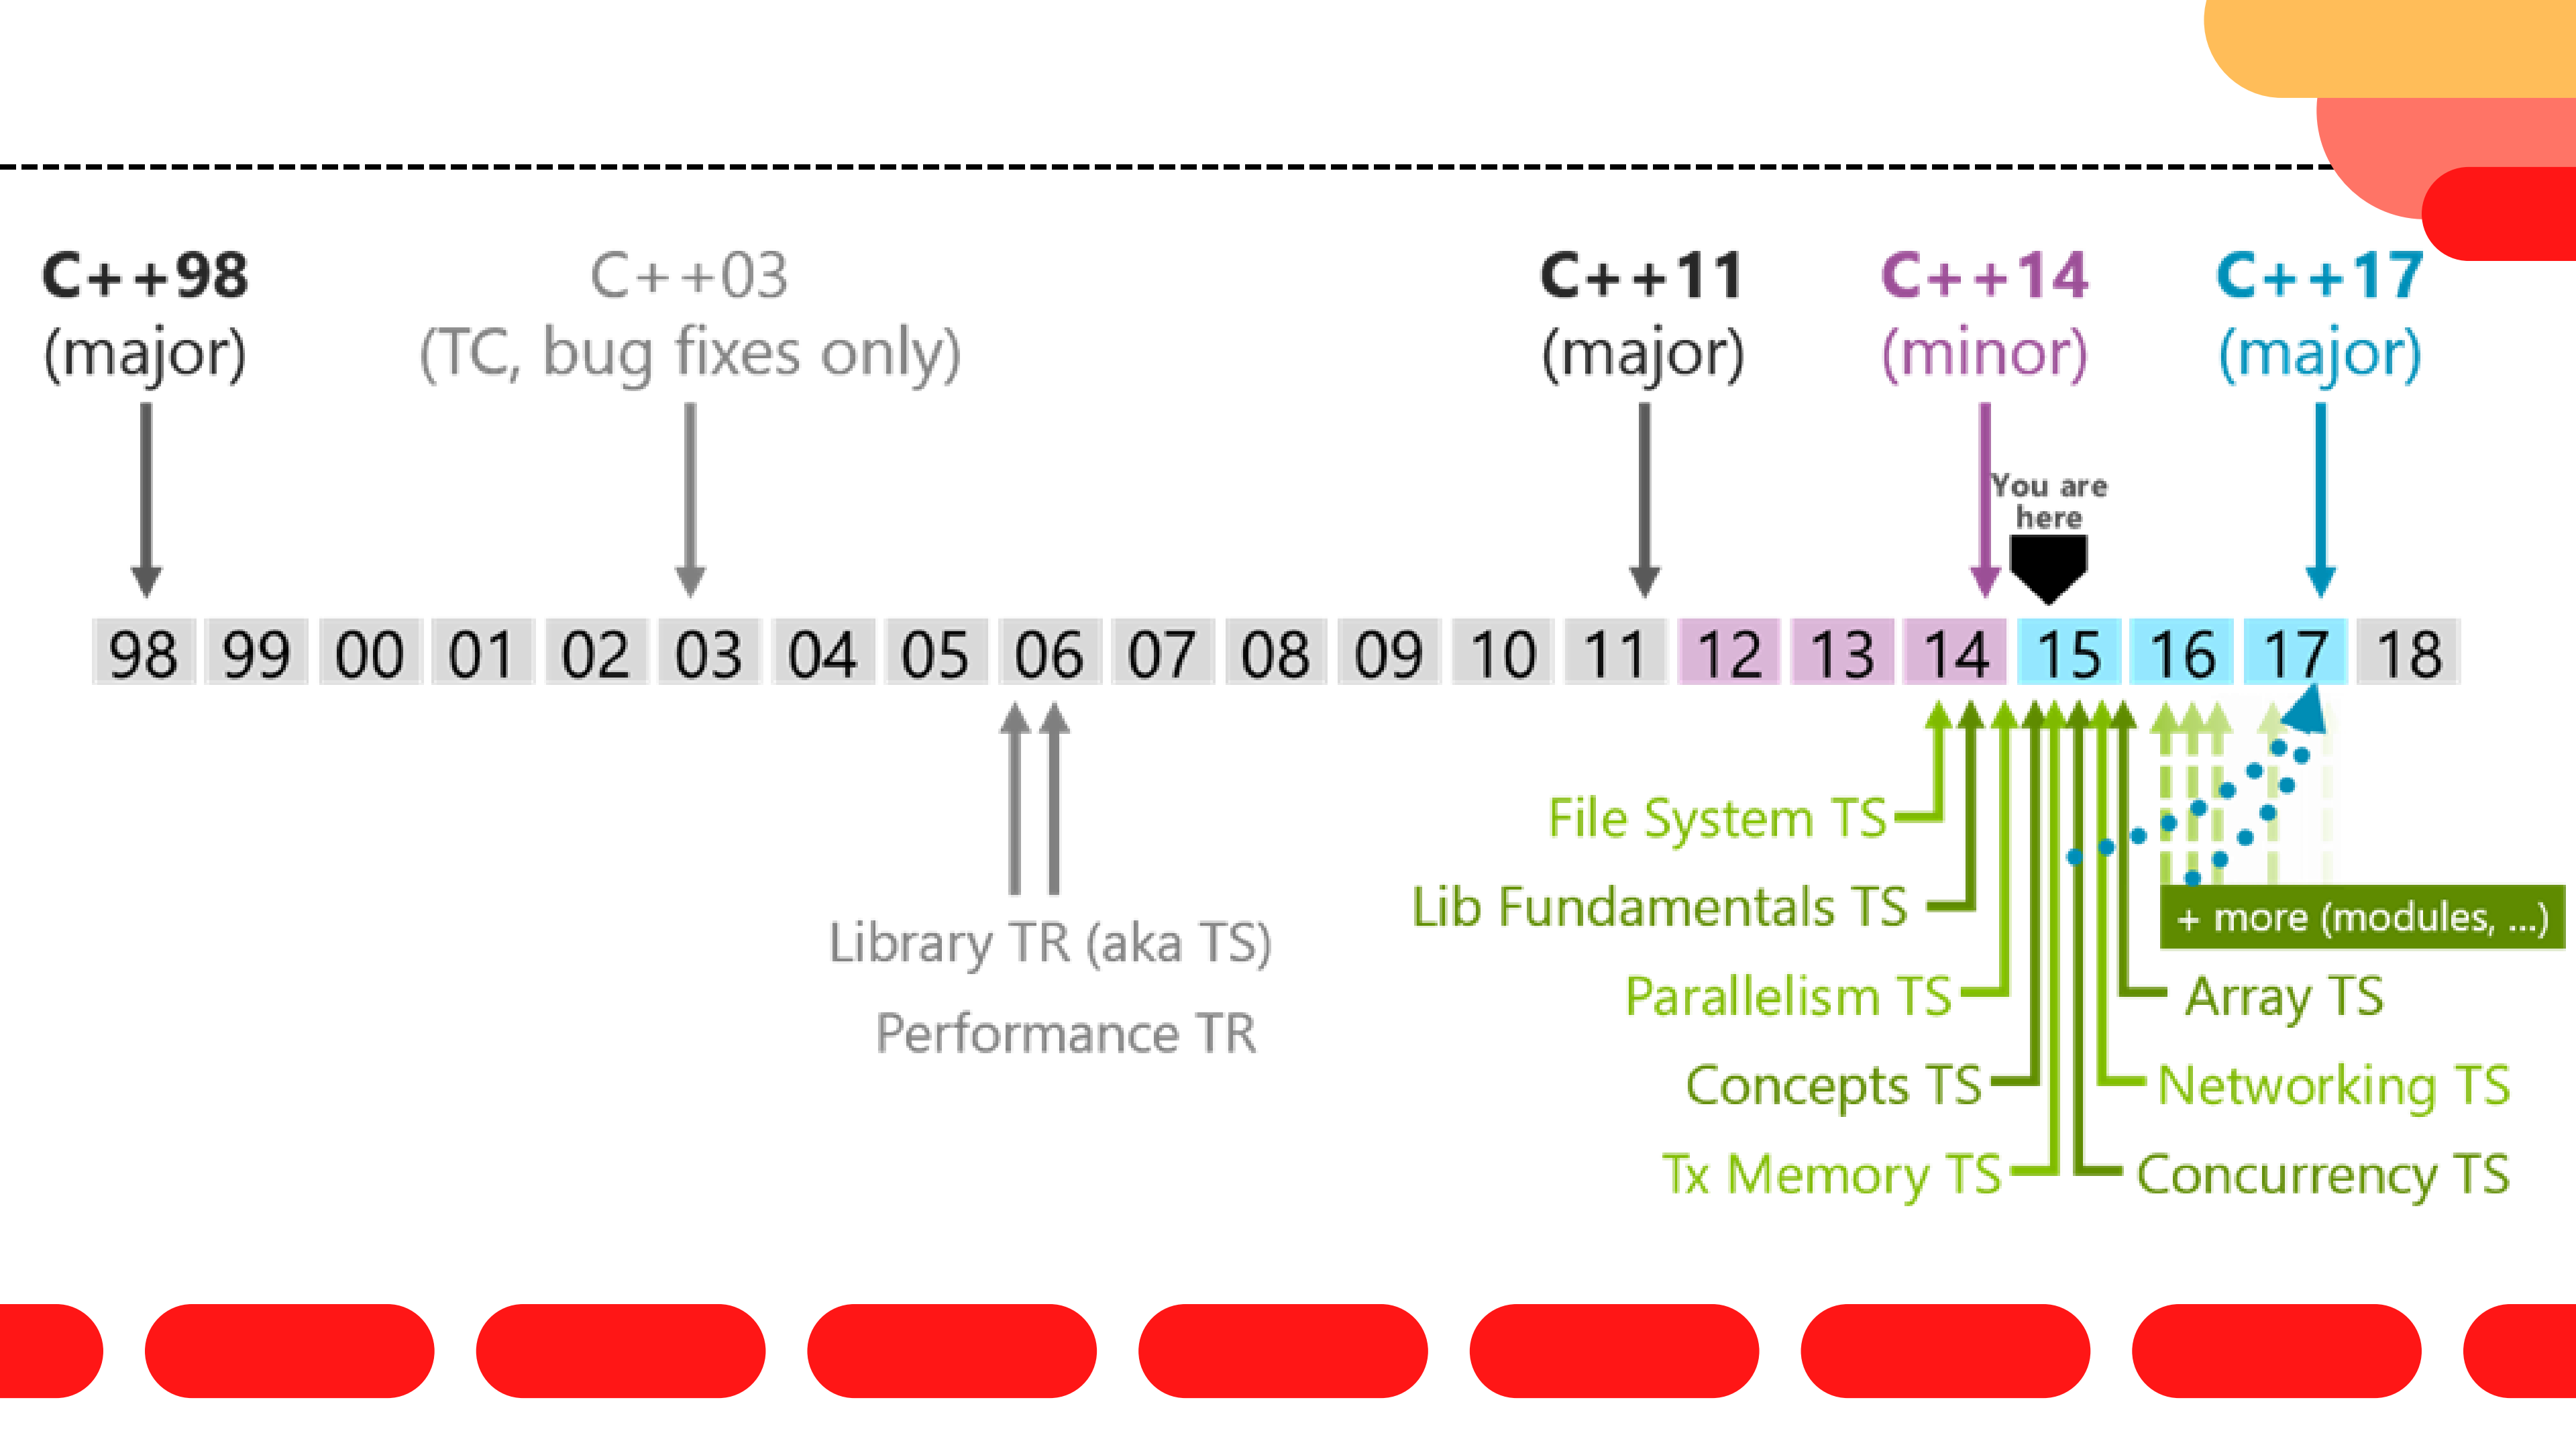 C++98
(major)
C++03
(TC, bug fixes only)
C++11
(major)
C++14
(minor)
C++17
(major)
You are
here
98 99 00 01 02 03 04 05 06 07 08 09 10 11 12 13 14 15 16 17 18
File System TS
Lib Fundamentals TS
+ more (modules, ...)
Library TR (aka TS)
Parallelism TS
Array TS
Performance TR
Concepts TS
Networking TS
Tx Memory TS
Concurrency TS